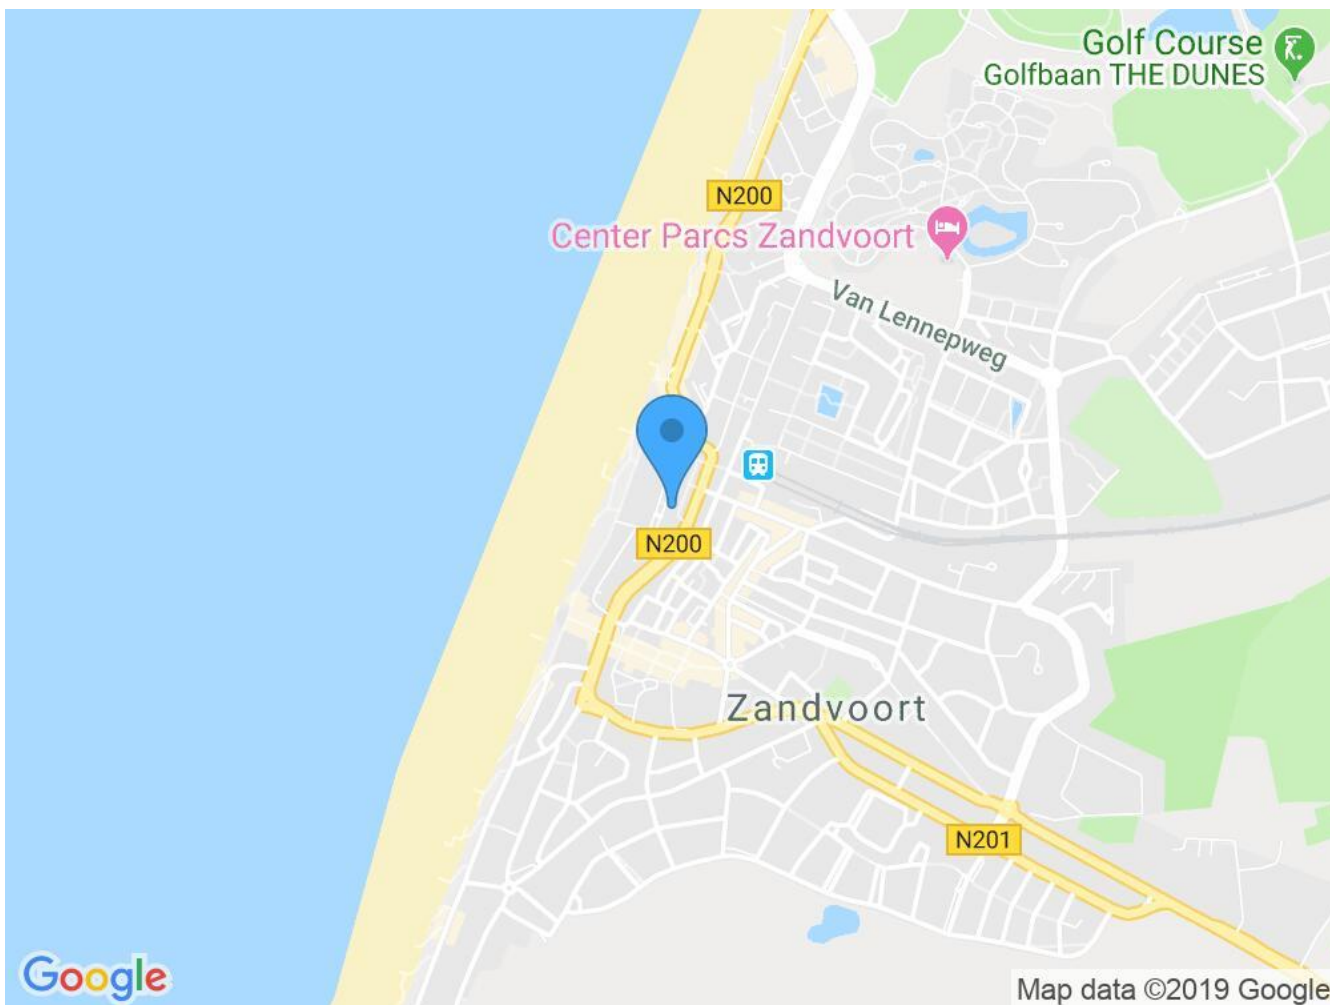 Golf Course
Golfbaan THE DUNES
N200
Center Parcs Zandvoort
Van Lennepweg
N200
Zandvoort
N201
Google
Map data ©2019 Google